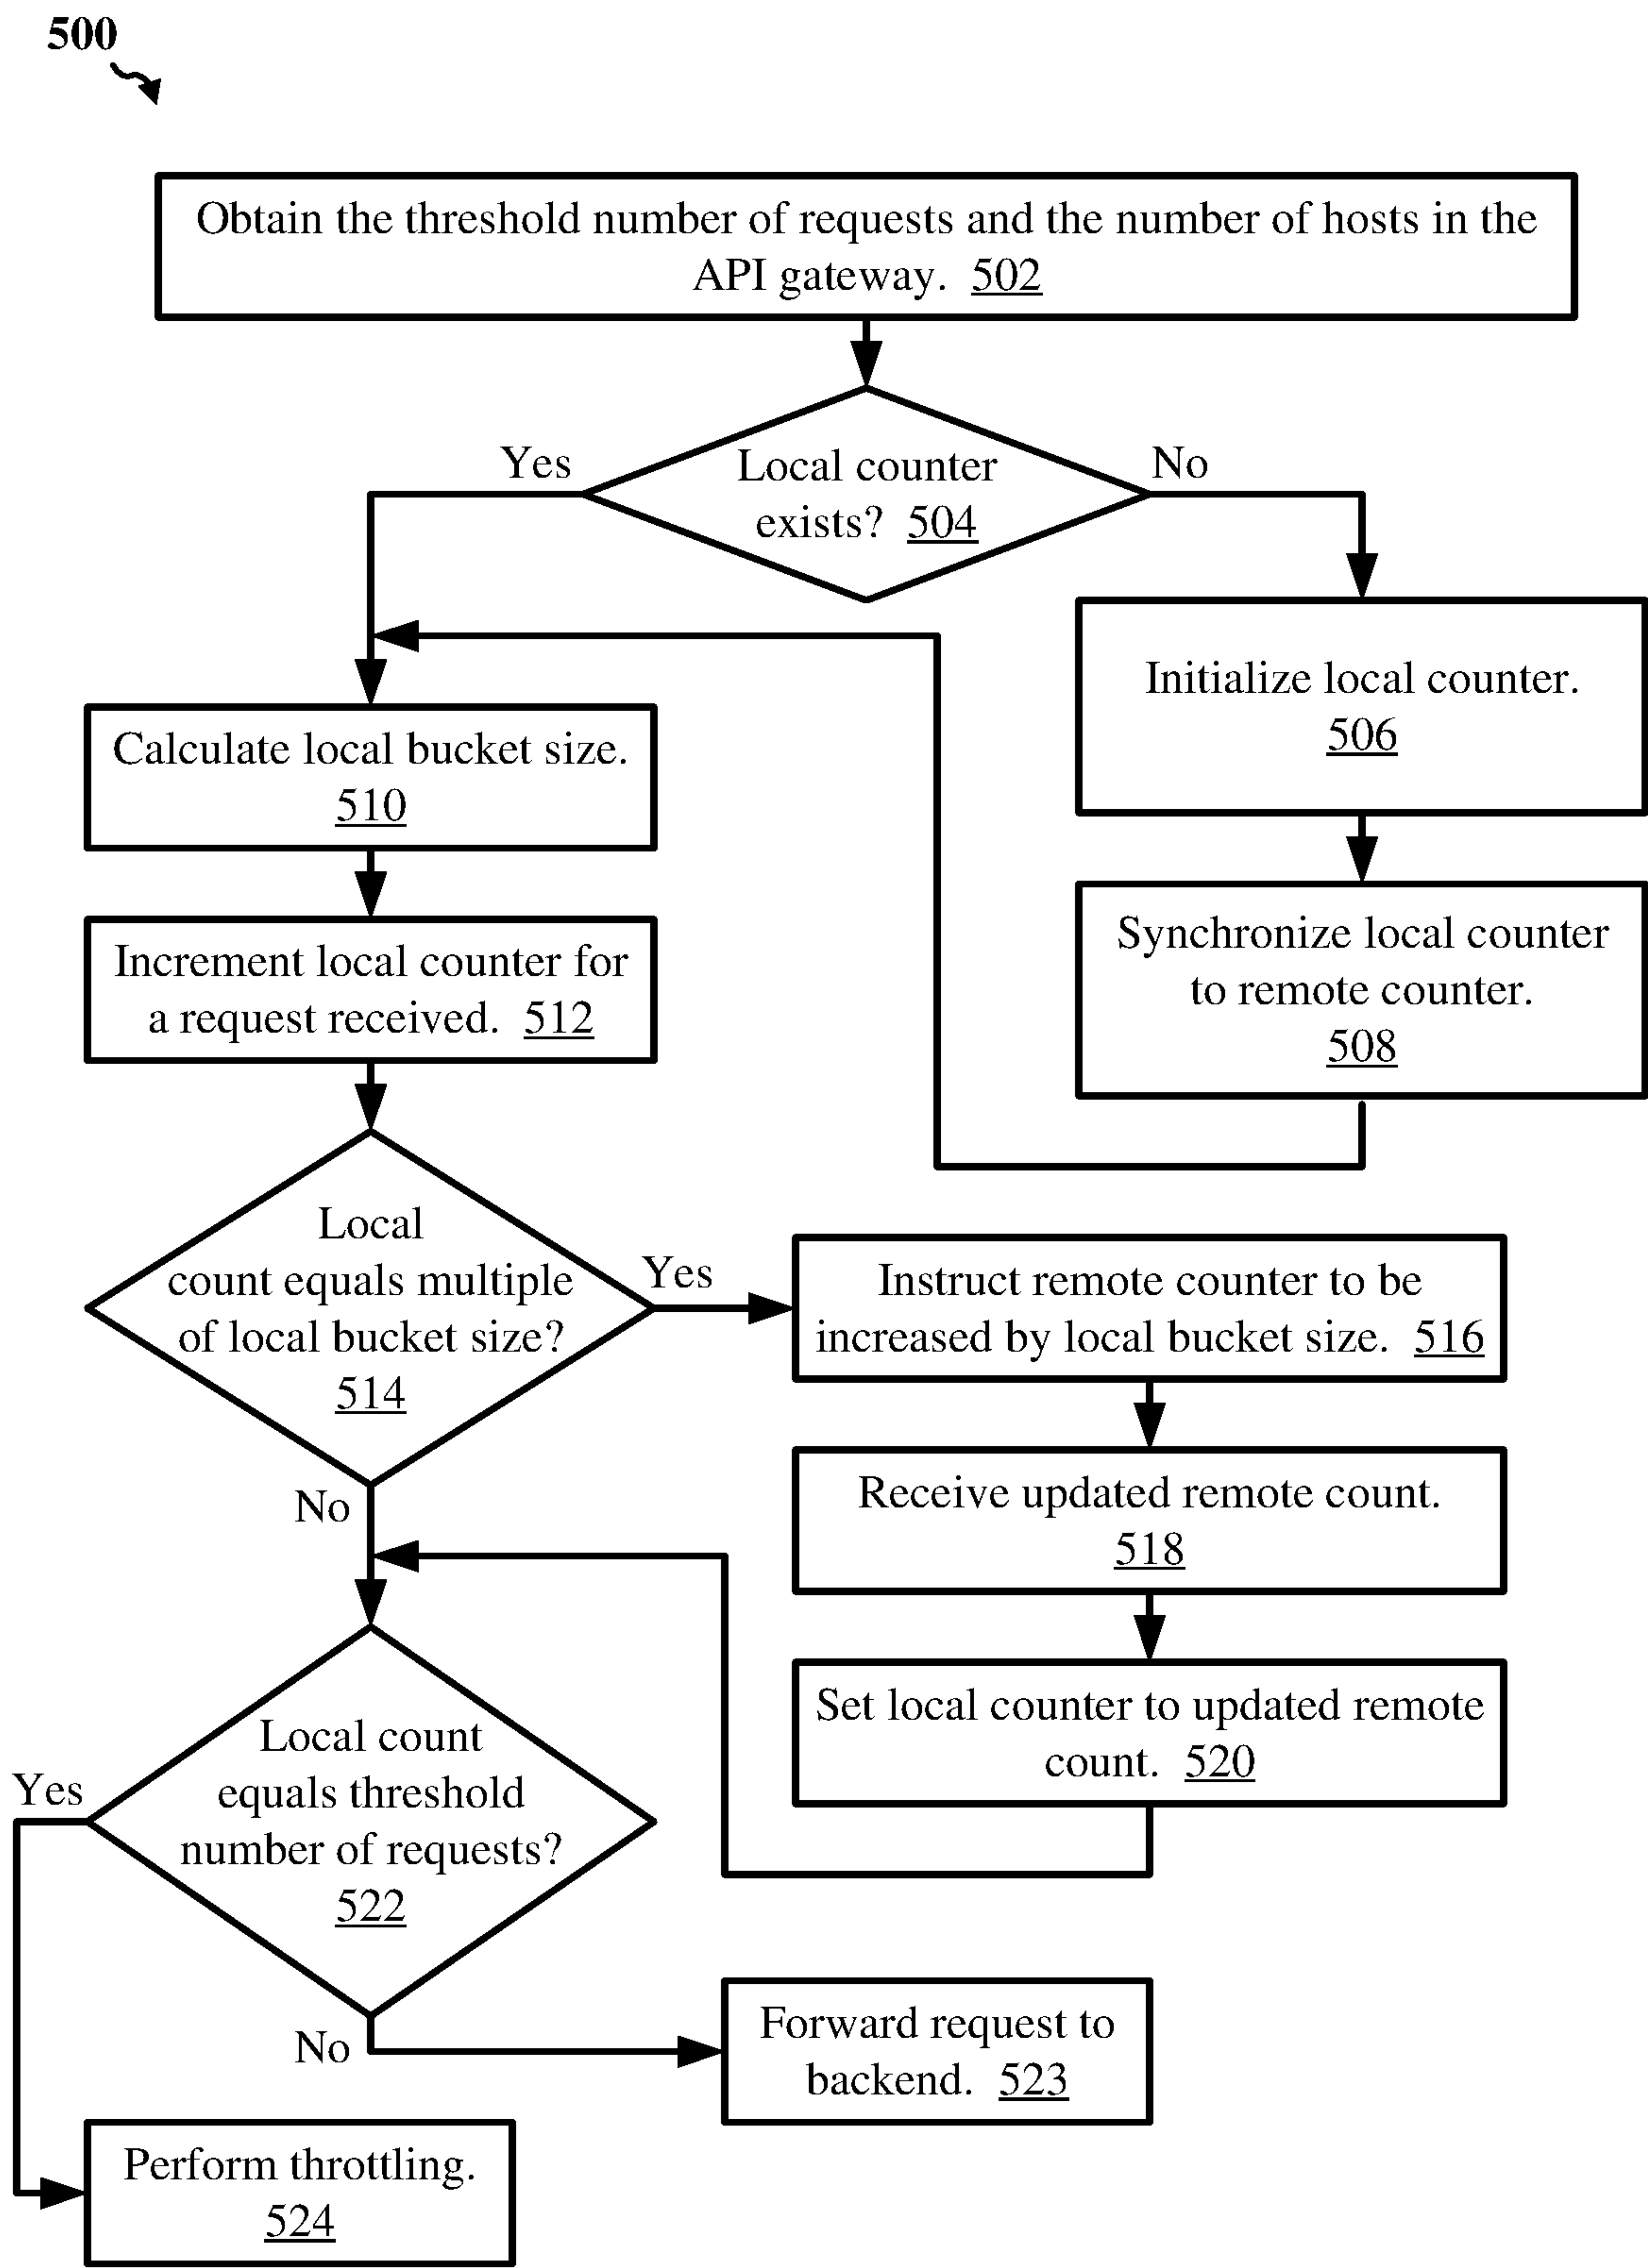 500
Obtain the threshold number of requests and the number of hosts in the
API gateway. 502
Yes
Local counter
exists? 504
No
Initialize local counter.
506
Calculate local bucket size.
510
Synchronize local counter
to remote counter.
508
Increment local counter for
a request received. 512
Local
count equals multiple
of local bucket size?
514
Yes
No
Instruct remote counter to be
increased by local bucket size. 516
Receive updated remote count.
518
Set local counter to updated remote
count. 520
Local count
equals threshold
number of requests?
522
Yes
No
Forward request to
backend. 523
Perform throttling.
524